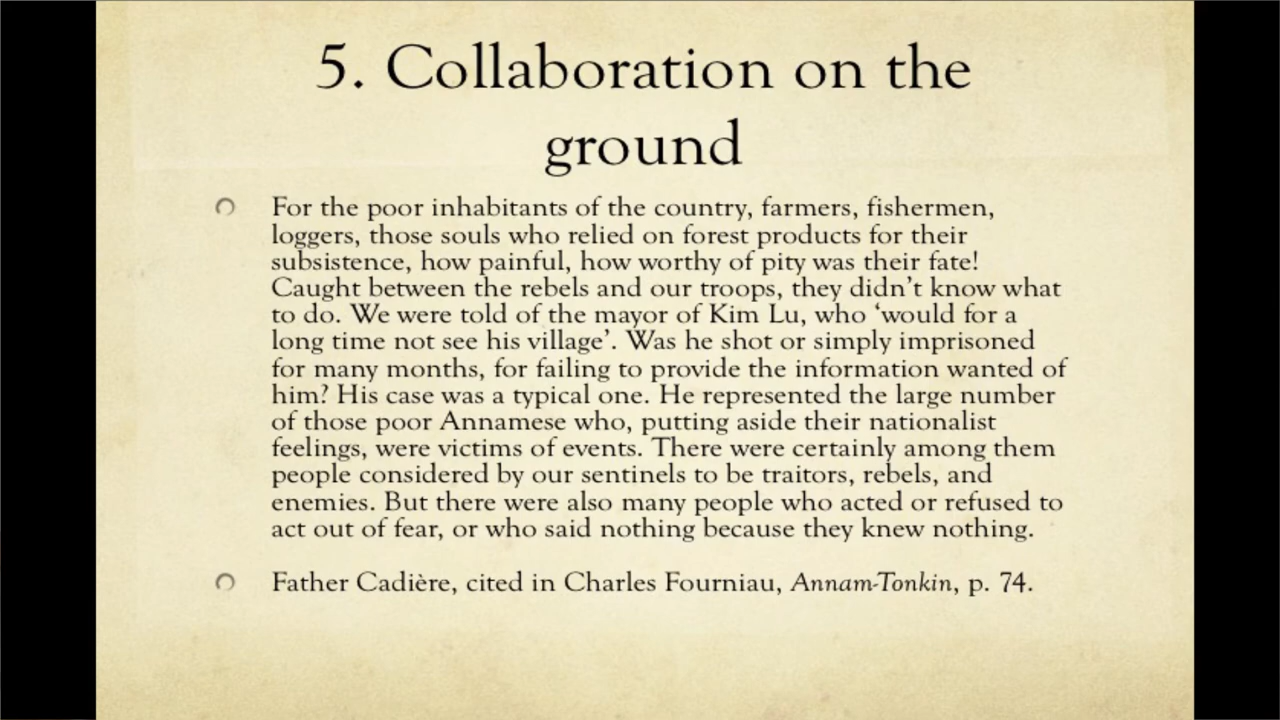 5. Collaboration on the
ground
For the poor inhabitants of the country, farmers, fishermen,
loggers, those souls who relied on forest products for their
subsistence, how painful, how worthy of pity was their fate!
Caught between the rebels and our troops, they didn’t know what
to do. We were told of the mayor of Kim Lu, who ‘would for a
long time not see his village’. Was he shot or simply imprisoned
for many months, for failing to provide the information wanted of
him? His case was a typical one. He represented the large number
of those poor Annamese who, putting aside their nationalist
feelings, were victims of events. There were certainly among them
people considered by our sentinels to be traitors, rebels, and
enemies. But there were also many people who acted or refused to
act out of fear, or who said nothing because they knew nothing.
Father Cadière, cited in Charles Fourniau, Annam-Tonkin, p. 74.